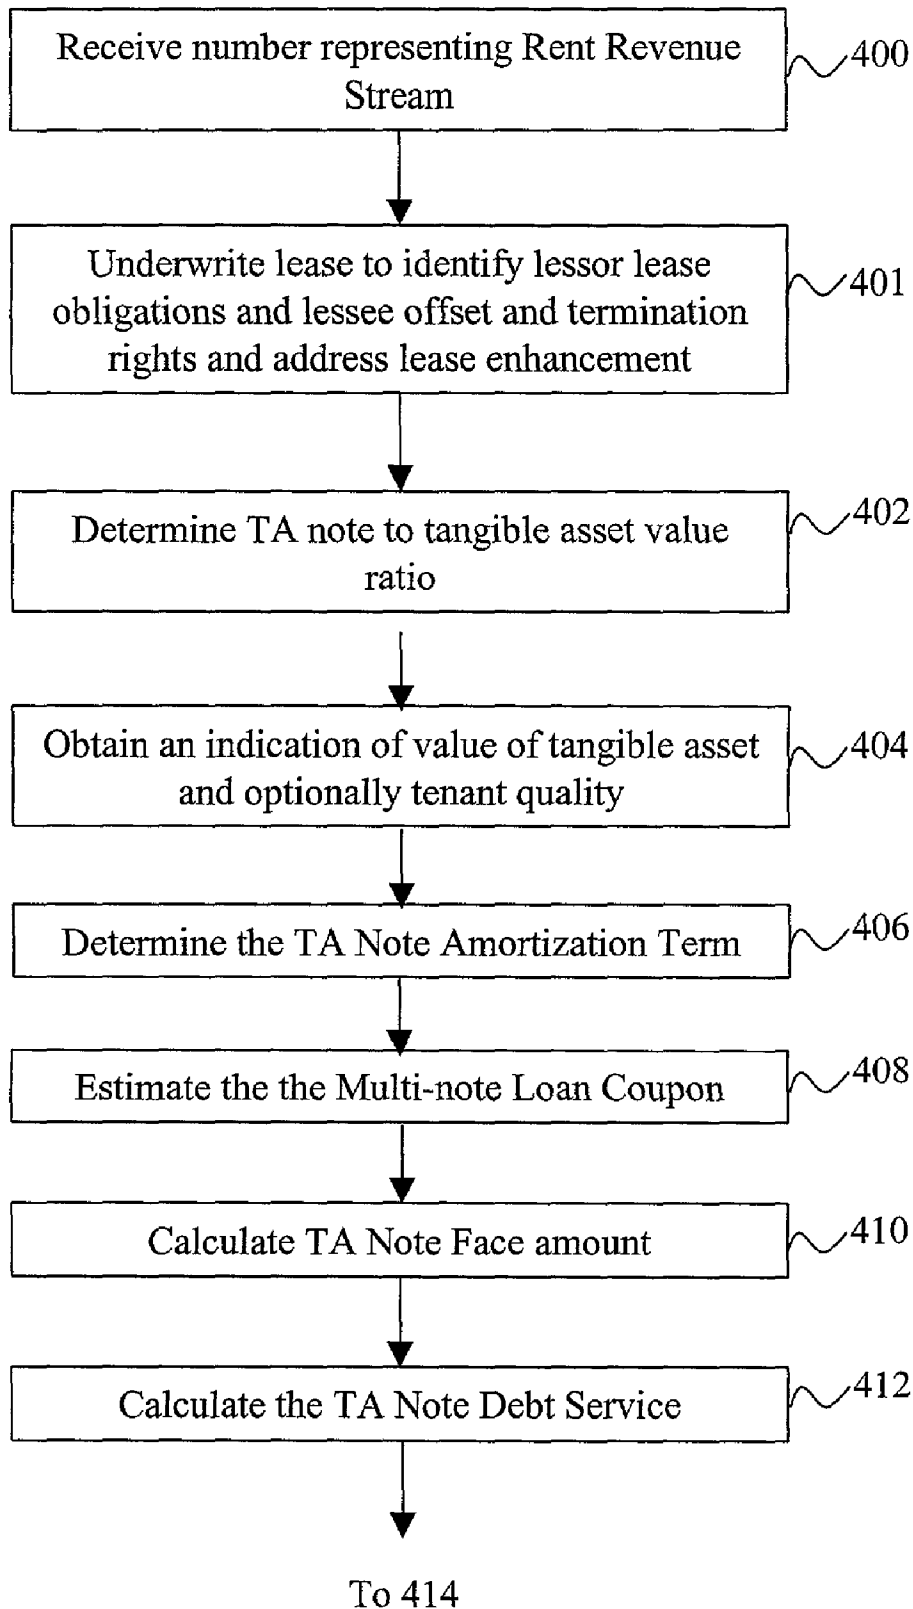 Receive number representing Rent Revenue
Stream
400
Underwrite lease to identify lessor lease
obligations and lessee offset and termination
rights and address lease enhancement
401
Determine TA note to tangible asset value
ratio
402
Obtain an indication of value of tangible asset
and optionally tenant quality
404
Determine the TA Note Amortization Term
406
Estimate the the Multi-note Loan Coupon
408
Calculate TA Note Face amount
410
Calculate the TA Note Debt Service
412
To 414